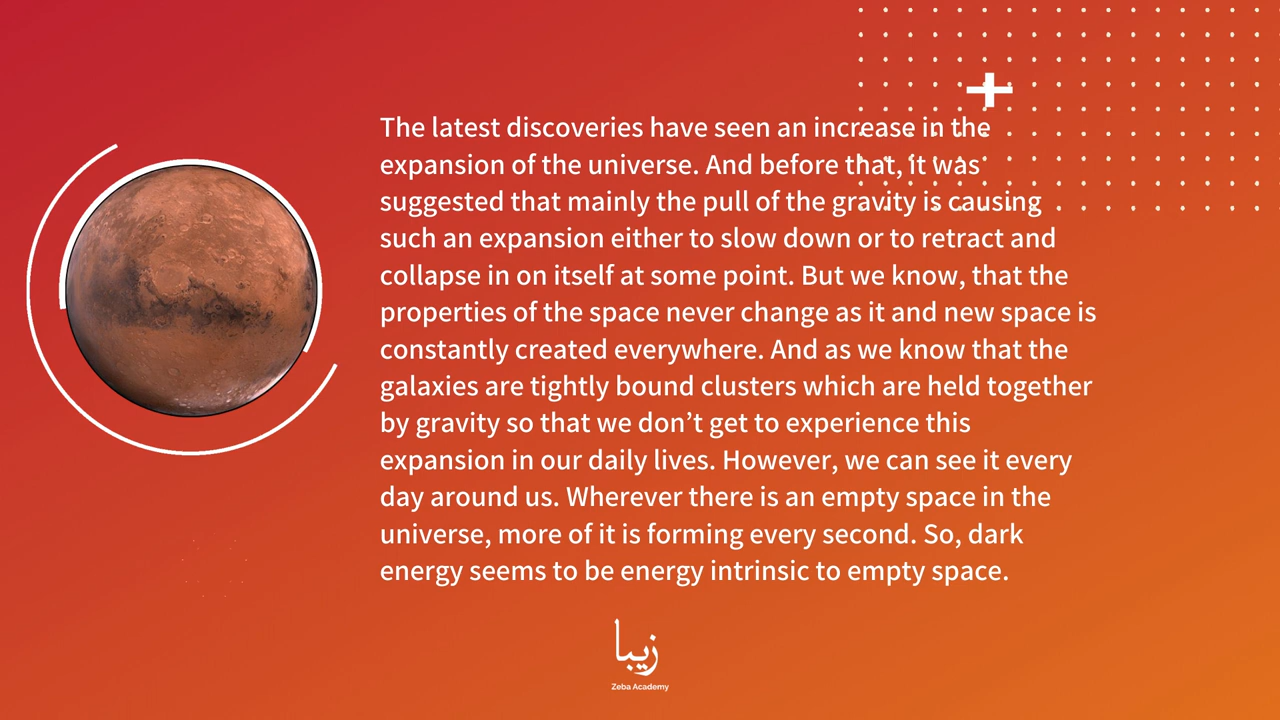 The latest discoveries have seen an increase in the
expansion of the universe. And before that, it was
suggested that mainly the pull of the gravity is causing
such an expansion either to slow down or to retract and
collapse in on itself at some point. But we know, that the
properties of the space never change as it and new space is
constantly created everywhere. And as we know that the
galaxies are tightly bound clusters which are held together
by gravity so that we don’t get to experience this
expansion in our daily lives. However, we can see it every
day around us. Wherever there is an empty space in the
universe, more of it is forming every second. So, dark
energy seems to be energy intrinsic to empty space.
زیبا
Zeba Academy